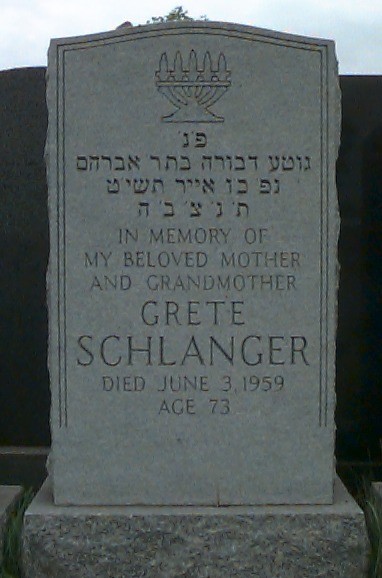 פ'נ'
גוטע דבורה בתר אברהם
נפ כו אייר תשי'ט
ת' נ' צ' ב' ה
IN MEMORY OF
MY BELOVED MOTHER
AND GRANDMOTHER
GRETE
SCHLANGER
DIED JUNE 3, 1959
AGE 73